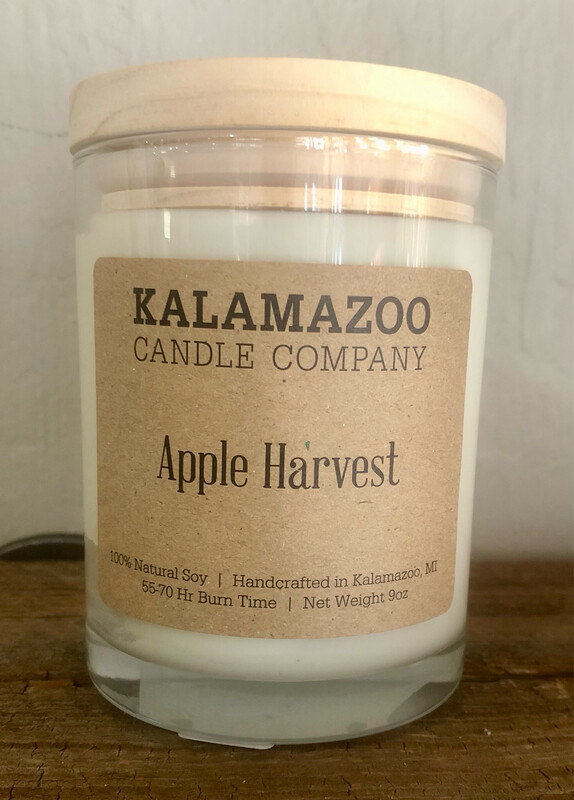 KALAMAZOO
CANDLE COMPANY
Apple Harvest
100% Natural Soy | Handcrafted in Kalamazoo, MI
55-70 Hr Burn Time | Net Weight 9oz